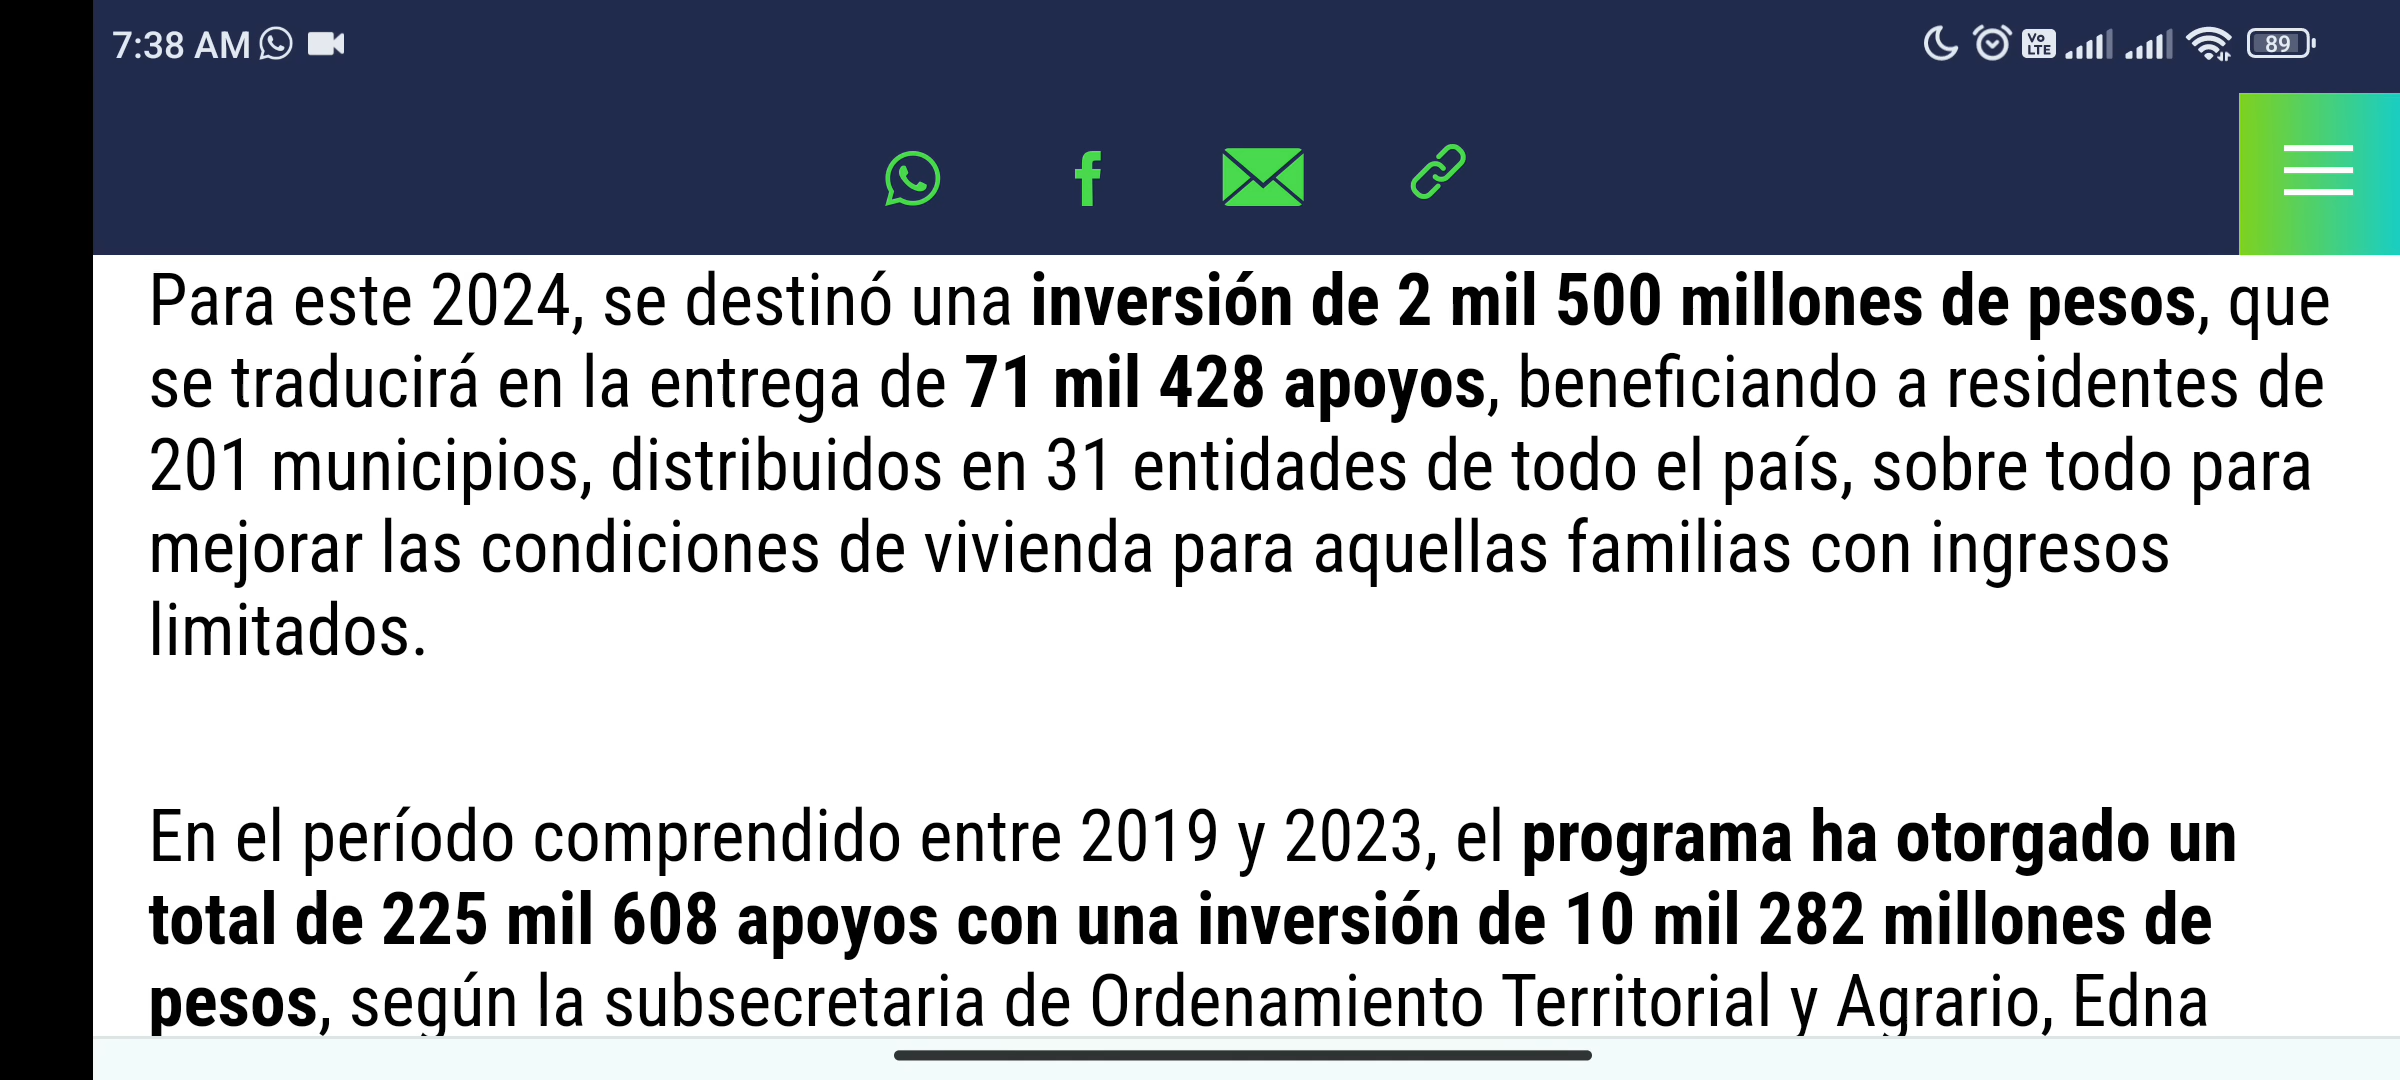 7:38 AM
Vo LTE
89
Para este 2024, se destinó una inversión de 2 mil 500 millones de pesos, que
se traducirá en la entrega de 71 mil 428 apoyos, beneficiando a residentes de
201 municipios, distribuidos en 31 entidades de todo el país, sobre todo para
mejorar las condiciones de vivienda para aquellas familias con ingresos
limitados.
En el período comprendido entre 2019 y 2023, el programa ha otorgado un
total de 225 mil 608 apoyos con una inversión de 10 mil 282 millones de
pesos, según la subsecretaria de Ordenamiento Territorial y Agrario, Edna